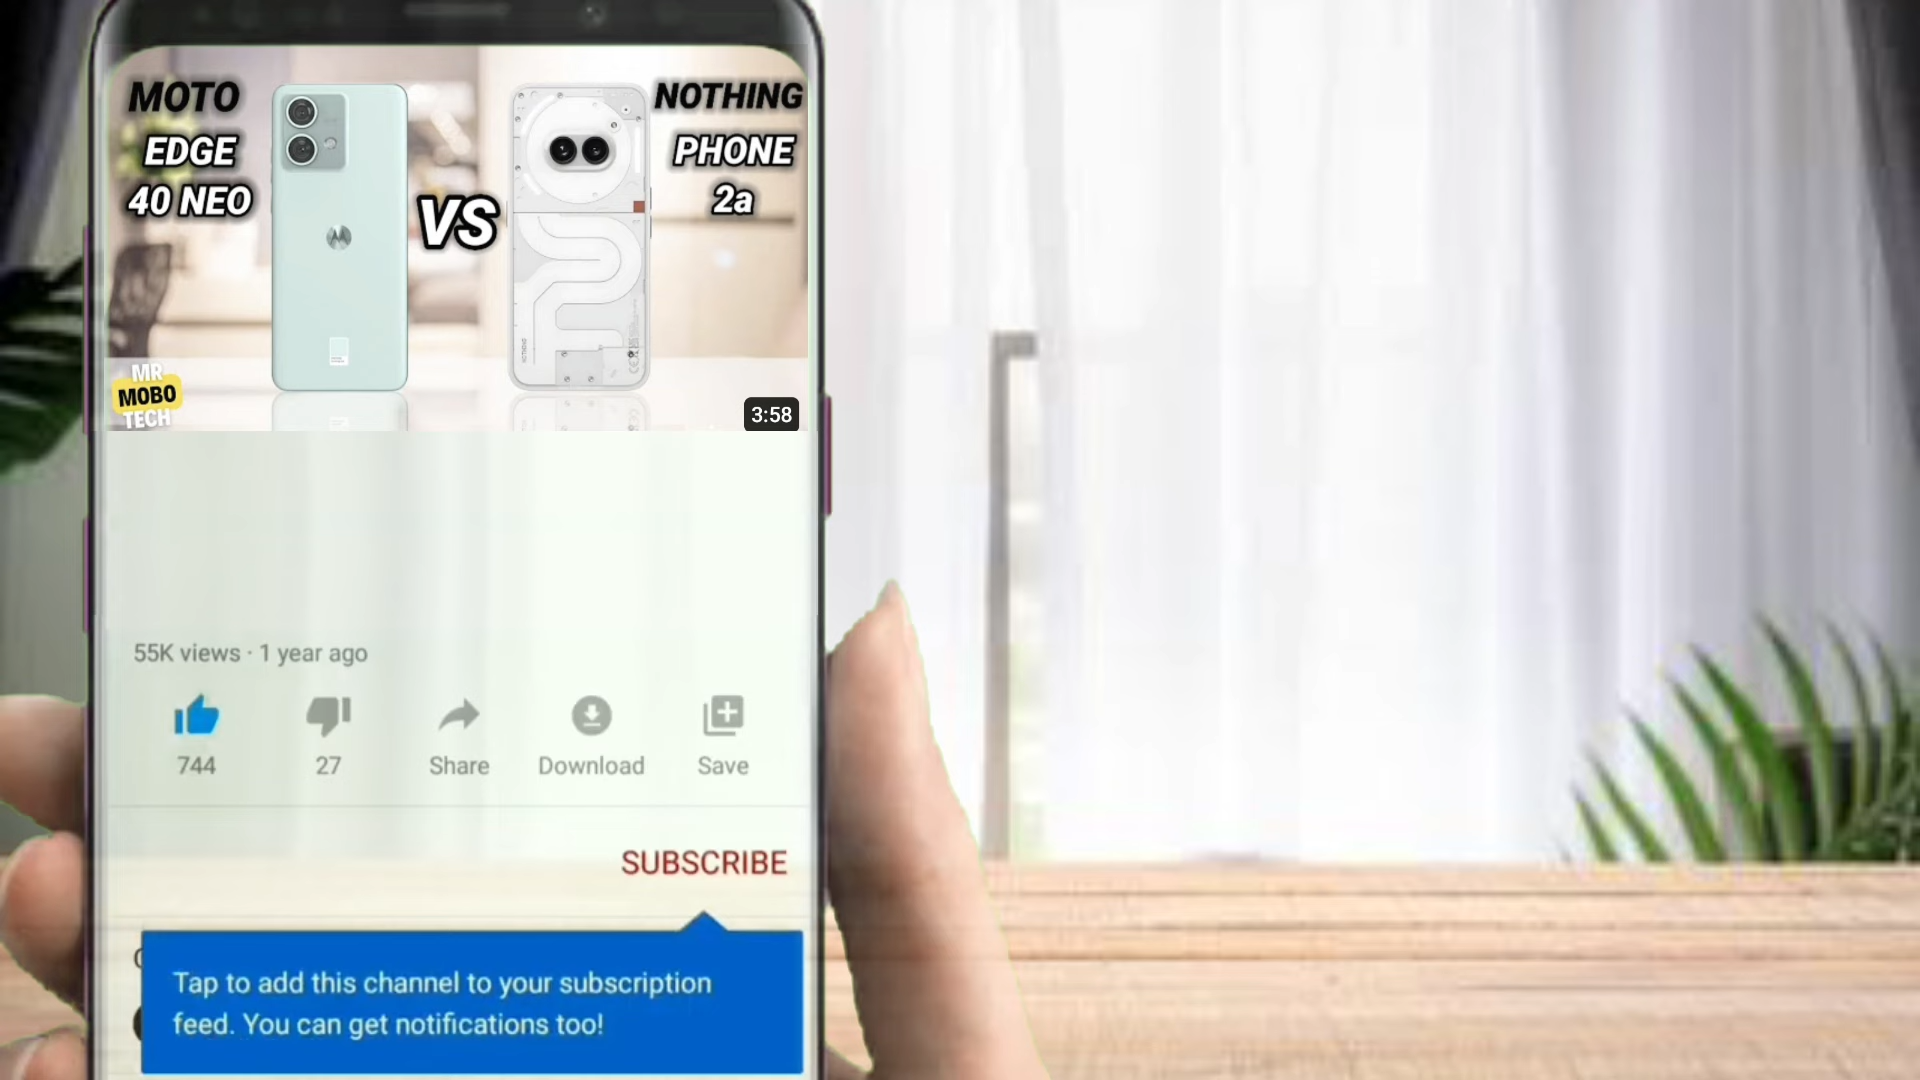 MOTO
EDGE
40 NEO
VS
NOTHING
PHONE
2a
MR
MOBO
TECH
3:58
55K views · 1 year ago
744
27
Share
Download
Save
SUBSCRIBE
Tap to add this channel to your subscription
feed. You can get notifications too!